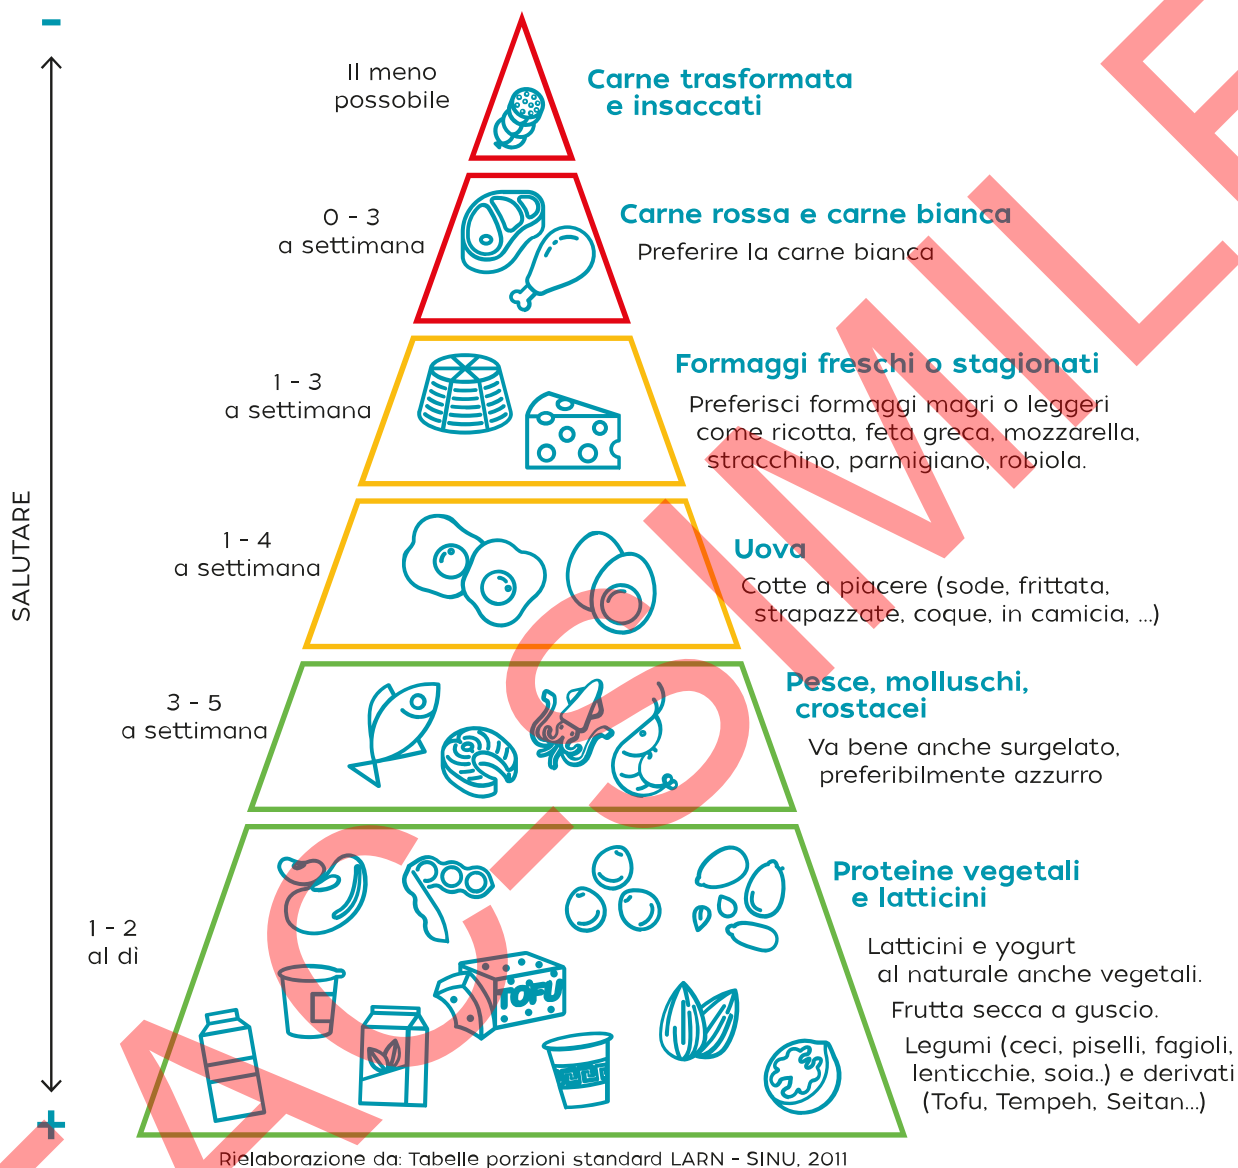 -
Il meno
possobile
Carne trasformata
e insaccati
0 - 3
a settimana
Carne rossa e carne bianca
Preferire la carne bianca
1 - 3
a settimana
Formaggi freschi o stagionati
Preferisci formaggi magri o leggeri
come ricotta, feta greca, mozzarella,
stracchino, parmigiano, robiola.
SALUTARE
1 - 4
a settimana
Uova
Cotte a piacere (sode, frittata,
strapazzate, coque, in camicia, ...)
3 - 5
a settimana
Pesce, molluschi,
crostacei
Va bene anche surgelato,
preferibilmente azzurro
1 - 2
al dì
Proteine vegetali
e latticini
Latticini e yogurt
al naturale anche vegetali.
Frutta secca a guscio.
Legumi (ceci, piselli, fagioli,
lenticchie, soia..) e derivati
(Tofu, Tempeh, Seitan...)
TOFU
+
Rielaborazione da: Tabelle porzioni standard LARN - SINU, 2011
AC-SIMILE